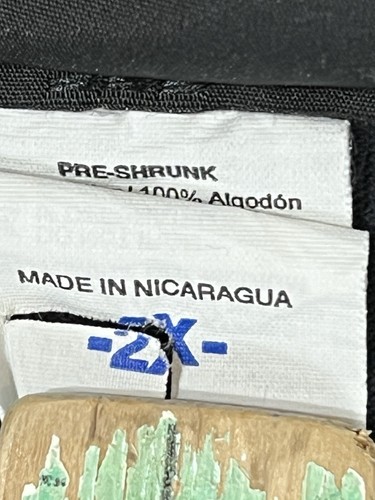 PRE-SHRUNK
/ 100% Algodón
MADE IN NICARAGUA
-2X-